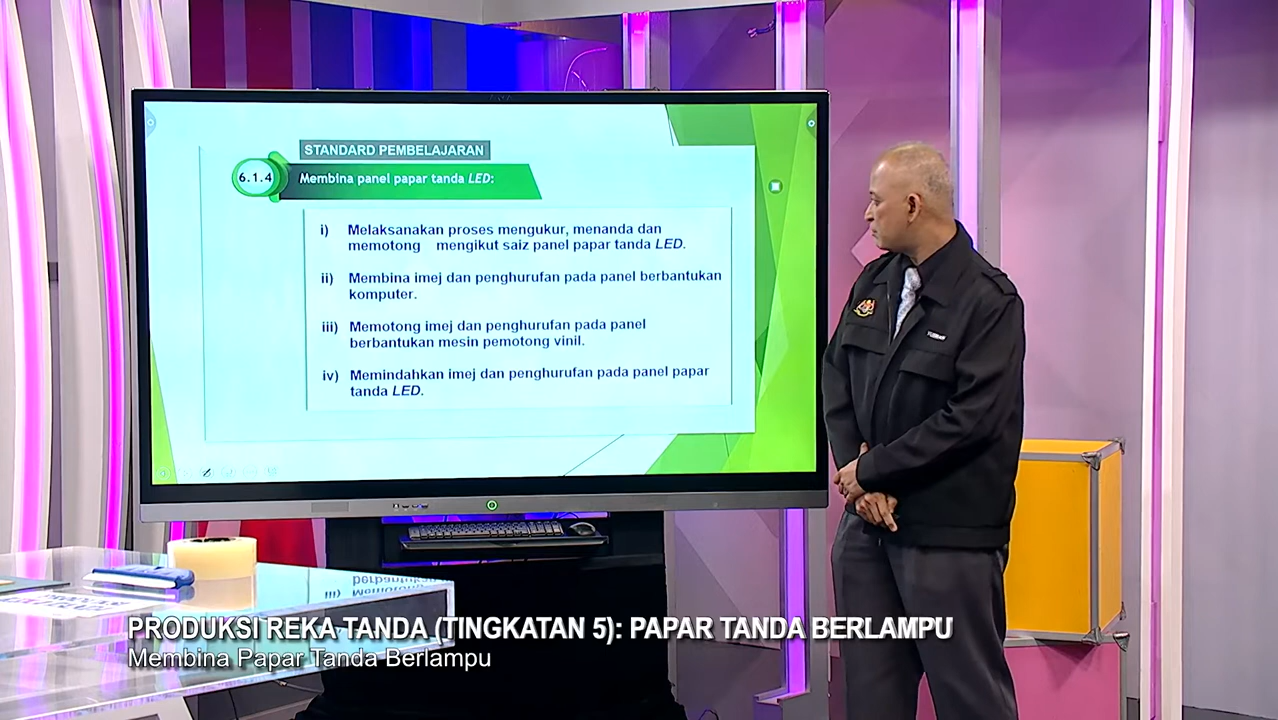 STANDARD PEMBELAJARAN
6.1.4
Membina panel papar tanda LED:
i) Melaksanakan proses mengukur, menanda dan
memotong mengikut saiz panel papar tanda LED.
ii) Membina imej dan penghurufan pada panel berbantukan
komputer.
iii) Memotong imej dan penghurufan pada panel
berbantukan mesin pemotong vinil.
iv) Memindahkan imej dan penghurufan pada panel papar
tanda LED.
PRODUKSI REKA TANDA (TINGKATAN 5): PAPAR TANDA BERLAMPU
Membina Papar Tanda Berlampu